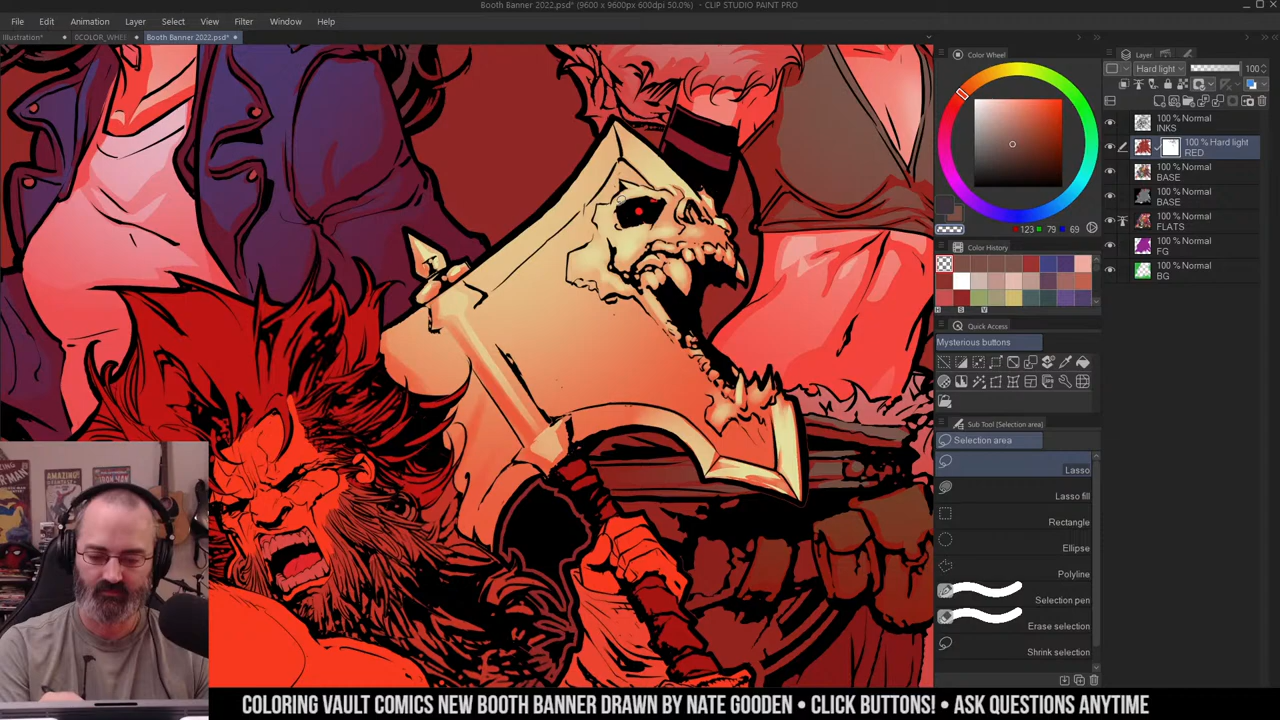 Booth Banner 2022.psd* (9600 x 9600px 600dpi 50.0%) - CLIP STUDIO PAINT PRO
File Edit Animation Layer Select View Filter Window Help
Illustration* 0COLOR_WHEE Booth Banner 2022.psd*
Color Wheel
123 79 69
Color History
Quick Access
Mysterious buttons
Sub Tool [Selection area]
Selection area
Lasso
Lasso fill
Rectangle
Ellipse
Polyline
Selection pen
Erase selection
Shrink selection
Layer
Hard light 100
100 % Normal
INKS
100 % Hard light
RED
100 % Normal
BASE
100 % Normal
BASE
100 % Normal
FLATS
100 % Normal
FG
100 % Normal
BG
COLORING VAULT COMICS NEW BOOTH BANNER DRAWN BY NATE GOODEN • CLICK BUTTONS! • ASK QUESTIONS ANYTIME